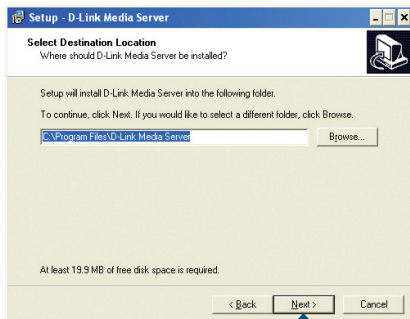 Setup - D-Link Media Server
Select Destination Location
Where should D-Link Media Server be installed?
Setup will install D-Link Media Server into the following folder.
To continue, click Next. If you would like to select a different folder, click Browse.
C:\Program Files\D-Link Media Server
Browse...
At least 19.9 MB of free disk space is required.
< Back Next > Cancel